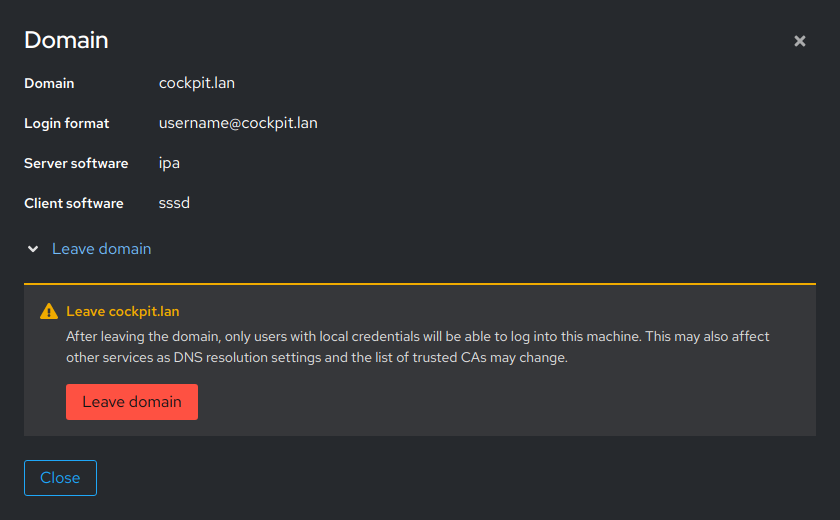 Domain
Domain cockpit.lan
Login format username@cockpit.lan
Server software ipa
Client software sssd
Leave domain
Leave cockpit.lan
After leaving the domain, only users with local credentials will be able to log into this machine. This may also affect
other services as DNS resolution settings and the list of trusted CAs may change.
Leave domain
Close